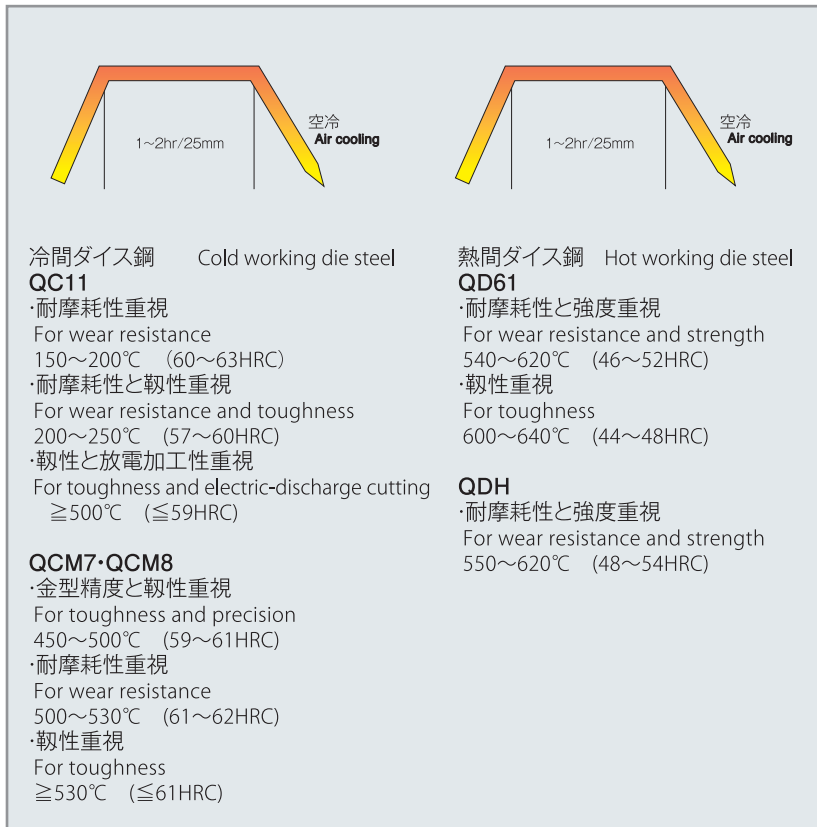 1~2hr/25mm
空冷
Air cooling
冷間ダイス鋼 Cold working die steel
QC11
·耐摩耗性重視
For wear resistance
150~200℃ (60~63HRC)
·耐摩耗性と靱性重視
For wear resistance and toughness
200~250℃ (57~60HRC)
·靱性と放電加工性重視
For toughness and electric-discharge cutting
≧500℃ (≦59HRC)
QCM7・QCM8
·金型精度と靱性重視
For toughness and precision
450~500℃ (59~61HRC)
·耐摩耗性重視
For wear resistance
500~530℃ (61~62HRC)
·靱性重視
For toughness
≧530℃ (≦61HRC)
1~2hr/25mm
空冷
Air cooling
熱間ダイス鋼 Hot working die steel
QD61
·耐摩耗性と強度重視
For wear resistance and strength
540~620℃ (46~52HRC)
·靱性重視
For toughness
600~640℃ (44~48HRC)
QDH
·耐摩耗性と強度重視
For wear resistance and strength
550~620℃ (48~54HRC)